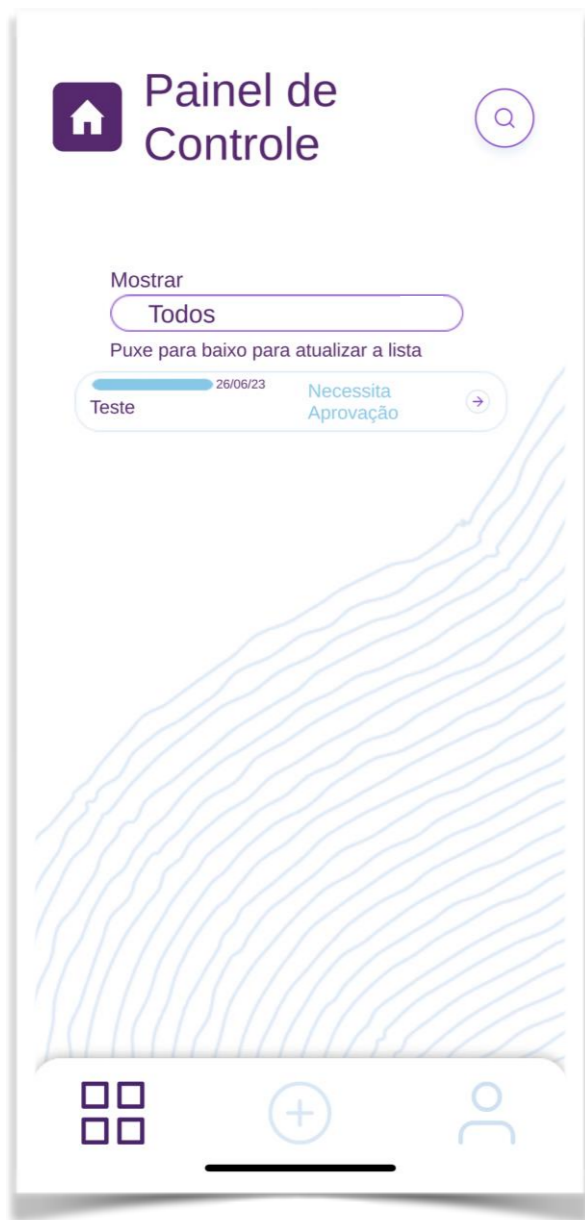 Painel de
Controle
Mostrar
Todos
Puxe para baixo para atualizar a lista
26/06/23
Teste
Necessita
Aprovação